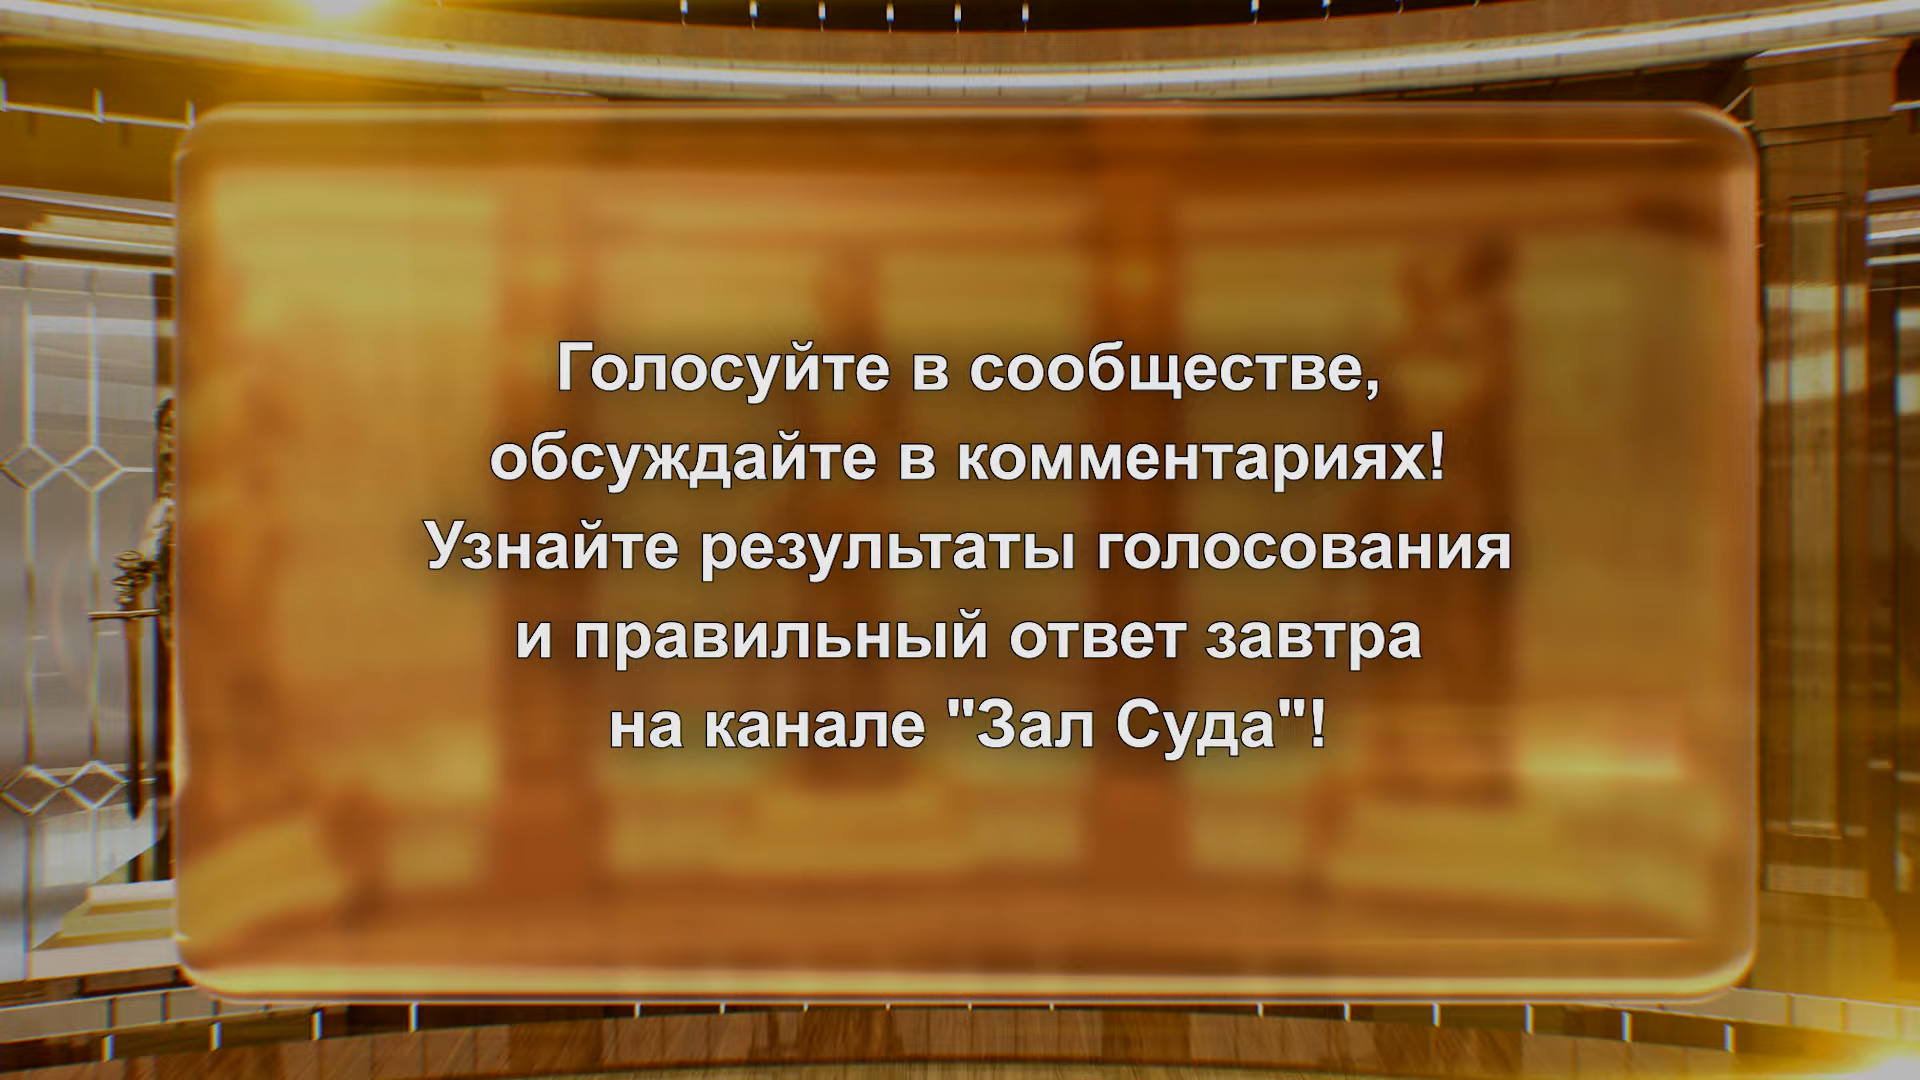 Голосуйте в сообществе,
обсуждайте в комментариях!
Узнайте результаты голосования
и правильный ответ завтра
на канале "Зал Суда"!